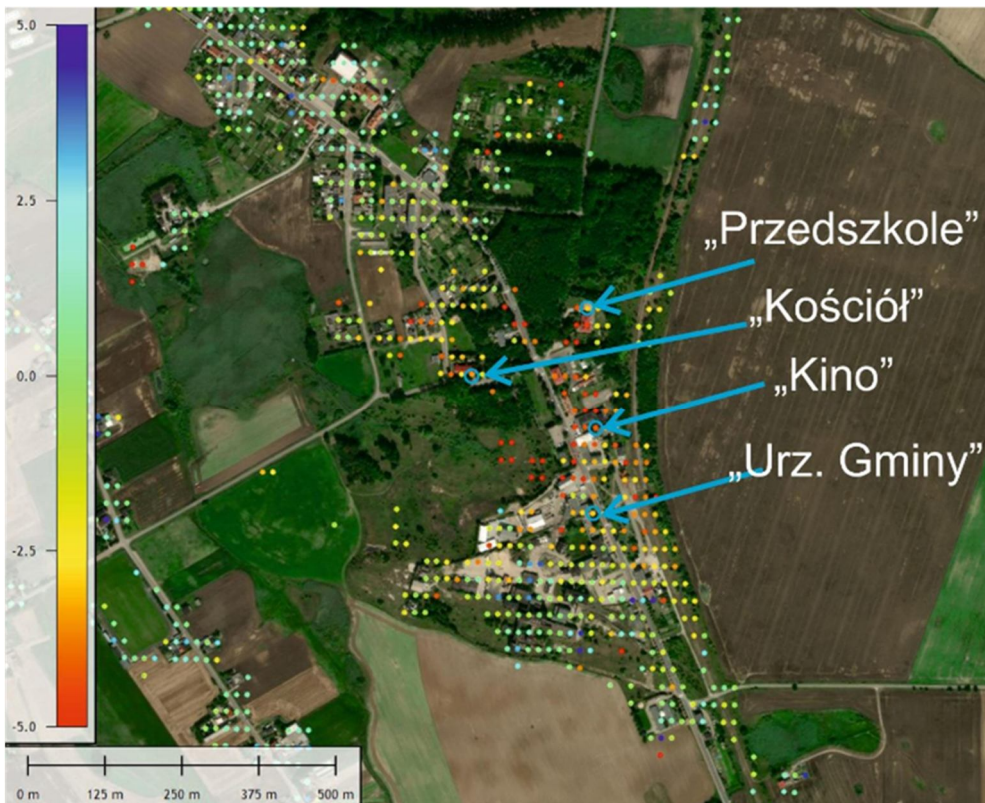 5.0
2.5
0.0
-2.5
-5.0
„Przedszkole”
„Kościół”
„Kino”
„Urz. Gminy”
0 m 125 m 250 m 375 m 500 m